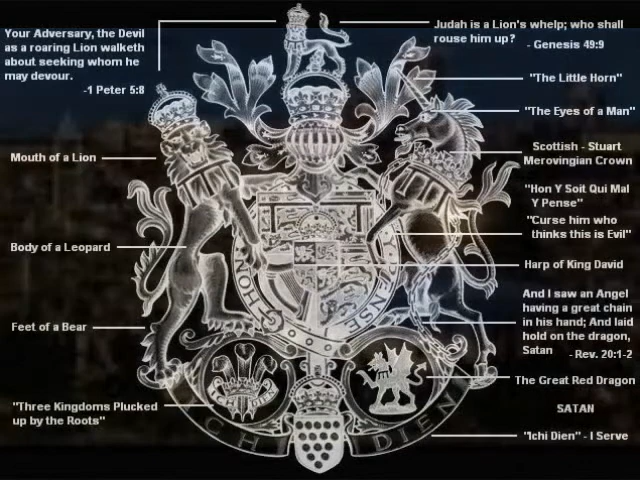 Your Adversary, the Devil
as a roaring Lion walketh
about seeking whom he
may devour.
-1 Peter 5:8
Judah is a Lion's whelp; who shall
rouse him up?
- Genesis 49:9
"The Little Horn"
"The Eyes of a Man"
Mouth of a Lion
Scottish - Stuart
Merovingian Crown
"Hon Y Soit Qui Mal
Y Pense"
"Curse him who
thinks this is Evil"
Body of a Leopard
Harp of King David
And I saw an Angel
having a great chain
in his hand; And laid
hold on the dragon,
Satan
- Rev. 20:1-2
Feet of a Bear
The Great Red Dragon
SATAN
"Three Kingdoms Plucked
up by the Roots"
"Ichi Dien" - I Serve
HON
Y
PENSE
ICH DIEN
ICH DIEN